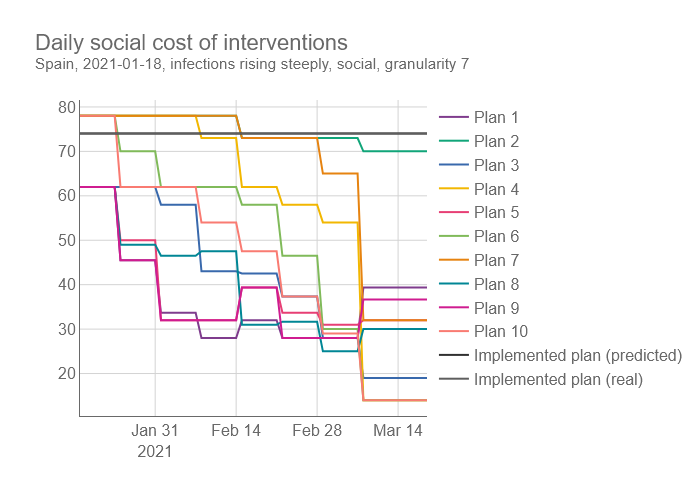 Daily social cost of interventions
Spain, 2021-01-18, infections rising steeply, social, granularity 7
80
70
60
50
40
30
20
Jan 31
2021
Feb 14
Feb 28
Mar 14
Plan 1
Plan 2
Plan 3
Plan 4
Plan 5
Plan 6
Plan 7
Plan 8
Plan 9
Plan 10
Implemented plan (predicted)
Implemented plan (real)